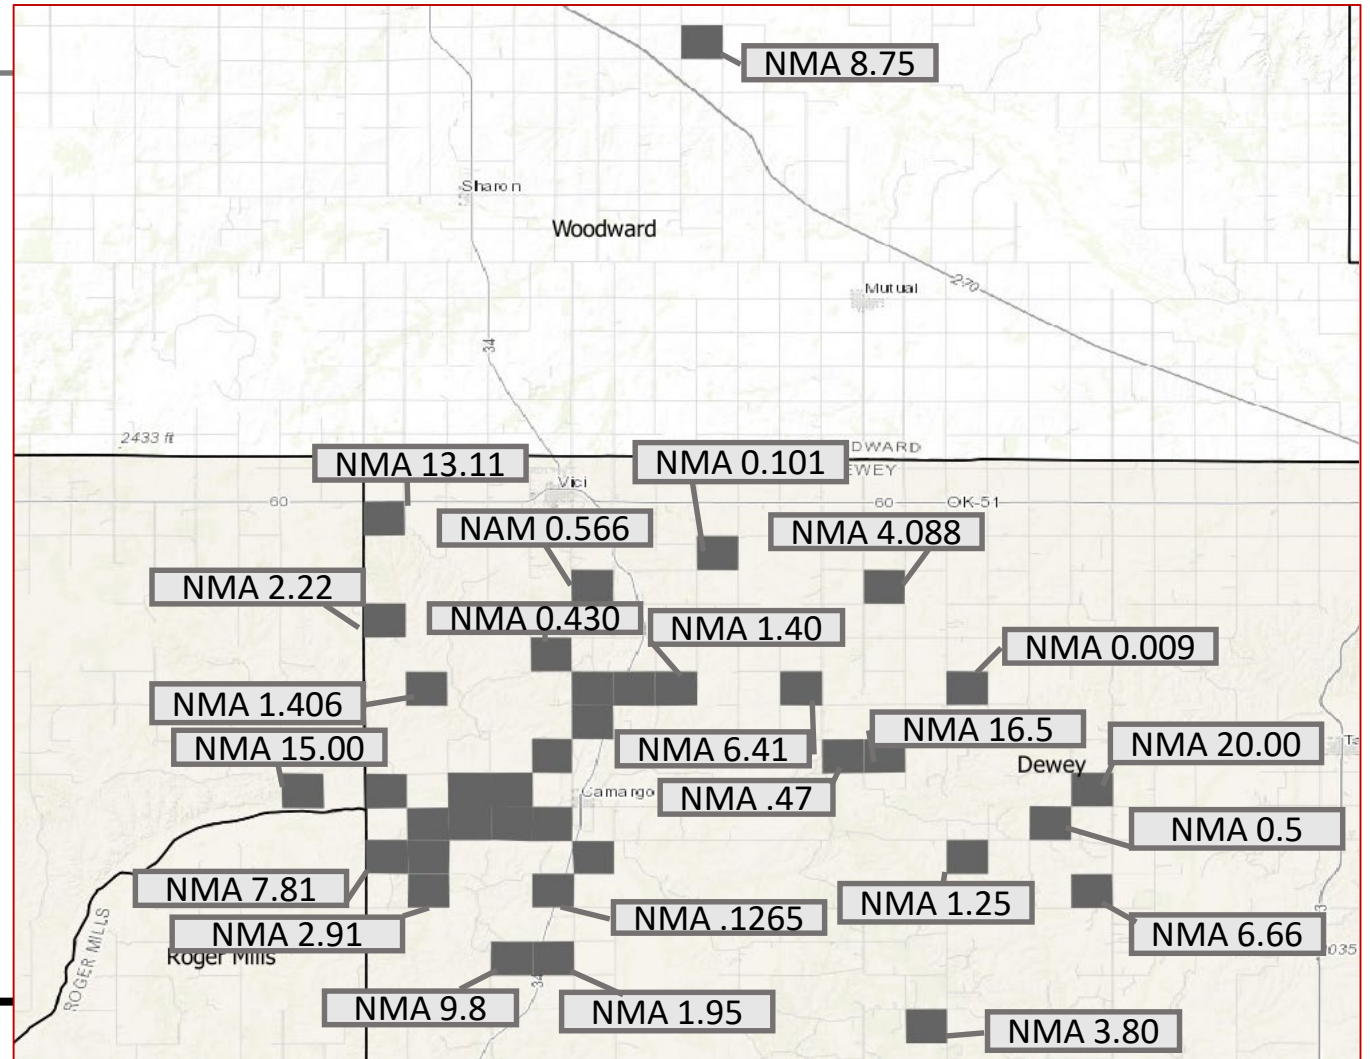 NMA 8.75
Sharon
Woodward
Mutual
270
34
2433 ft
DWARD
NMA 13.11
NMA 0.101
EWEY
Vici
60
60
OK-51
NAM 0.566
NMA 4.088
NMA 2.22
NMA 0.430
NMA 1.40
NMA 0.009
NMA 1.406
NMA 15.00
NMA 6.41
NMA 16.5
NMA 20.00
Ta
Dewey
Camargo
NMA .47
NMA 0.5
NMA 7.81
NMA 1.25
NMA .1265
NMA 2.91
NMA 6.66
3
035
Roger Mills
ROGER MILLS
34
NMA 9.8
NMA 1.95
NMA 3.80